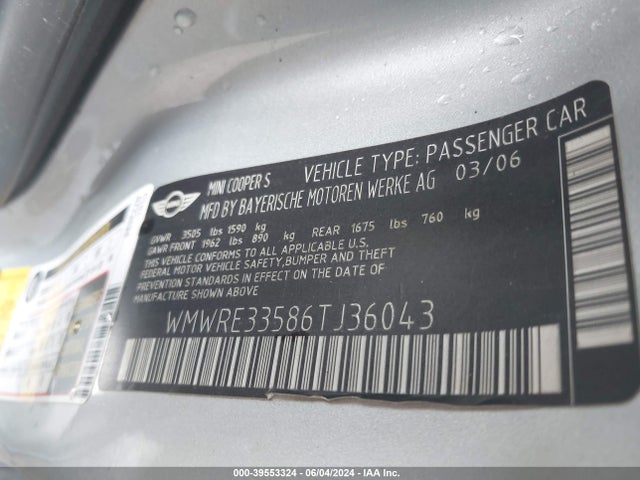 MINI COOPER S VEHICLE TYPE: PASSENGER CAR
MFD BY BAYERISCHE MOTOREN WERKE AG 03/06
GVWR 3505 lbs 1590 kg
GAWR FRONT 1962 lbs 890 kg REAR 1675 lbs 760 kg
THIS VEHICLE CONFORMS TO ALL APPLICABLE U.S.
FEDERAL MOTOR VEHICLE SAFETY, BUMPER AND THEFT
PREVENTION STANDARDS IN EFFECT ON THE DATE OF
MANUFACTURE SHOWN ABOVE.
WMWRE33586TJ36043
000-39553324 | 06/04/2024 | IAA Inc.